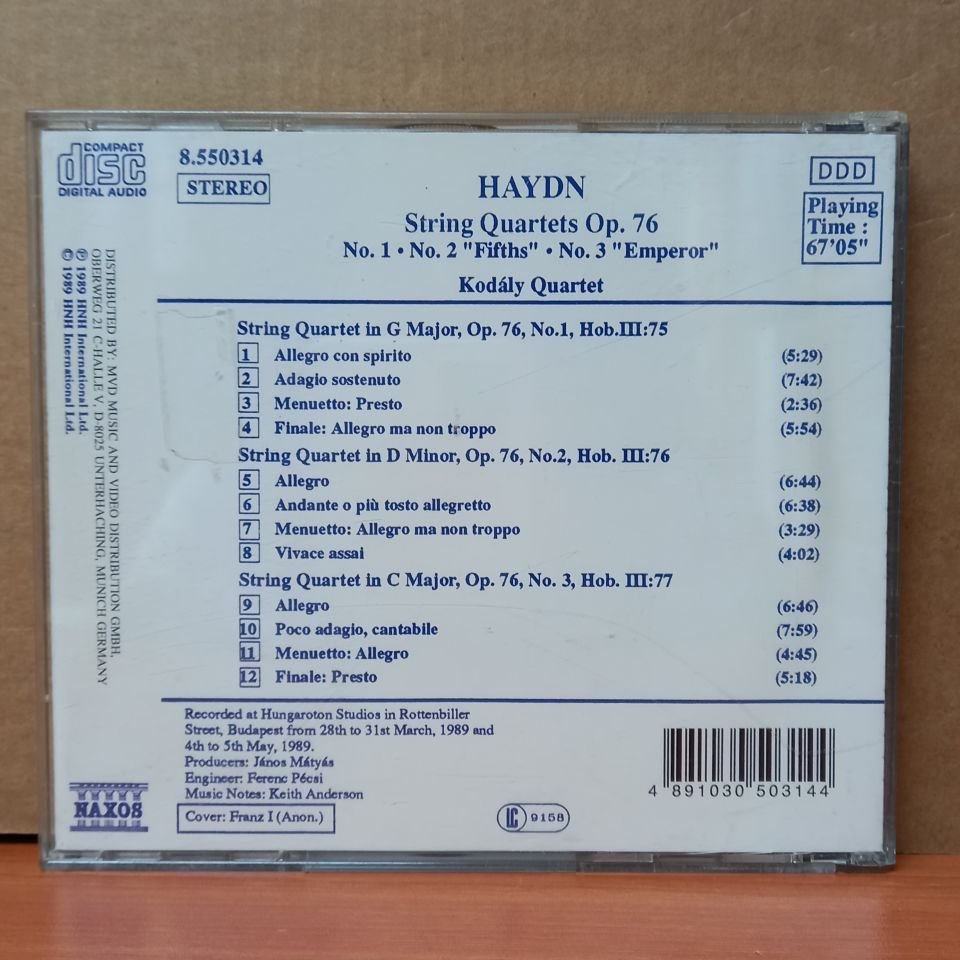 COMPACT
disc
DIGITAL AUDIO
8.550314
STEREO
HAYDN
String Quartets Op. 76
No. 1 • No. 2 "Fifths" • No. 3 "Emperor"
Kodály Quartet
DDD
Playing
Time :
67'05"
String Quartet in G Major, Op. 76, No.1, Hob.III:75
1 Allegro con spirito (5:29)
2 Adagio sostenuto (7:42)
3 Menuetto: Presto (2:36)
4 Finale: Allegro ma non troppo (5:54)
String Quartet in D Minor, Op. 76, No.2, Hob. III:76
5 Allegro (6:44)
6 Andante o più tosto allegretto (6:38)
7 Menuetto: Allegro ma non troppo (3:29)
8 Vivace assai (4:02)
String Quartet in C Major, Op. 76, No. 3, Hob. III:77
9 Allegro (6:46)
10 Poco adagio, cantabile (7:59)
11 Menuetto: Allegro (4:45)
12 Finale: Presto (5:18)
Recorded at Hungaroton Studios in Rottenbiller
Street, Budapest from 28th to 31st March, 1989 and
4th to 5th May, 1989.
Producers: János Mátyás
Engineer: Ferenc Pécsi
Music Notes: Keith Anderson
Cover: Franz I (Anon.)
LC 9158
4 891030 503144
NAXOS
DISTRIBUTED BY: MVD MUSIC AND VIDEO DISTRIBUTION GMBH,
OBERWEG 21 C-HALLE V, D-8025 UNTERHACHING, MUNICH GERMANY
℗ 1989 HNH International Ltd.
© 1989 HNH International Ltd.